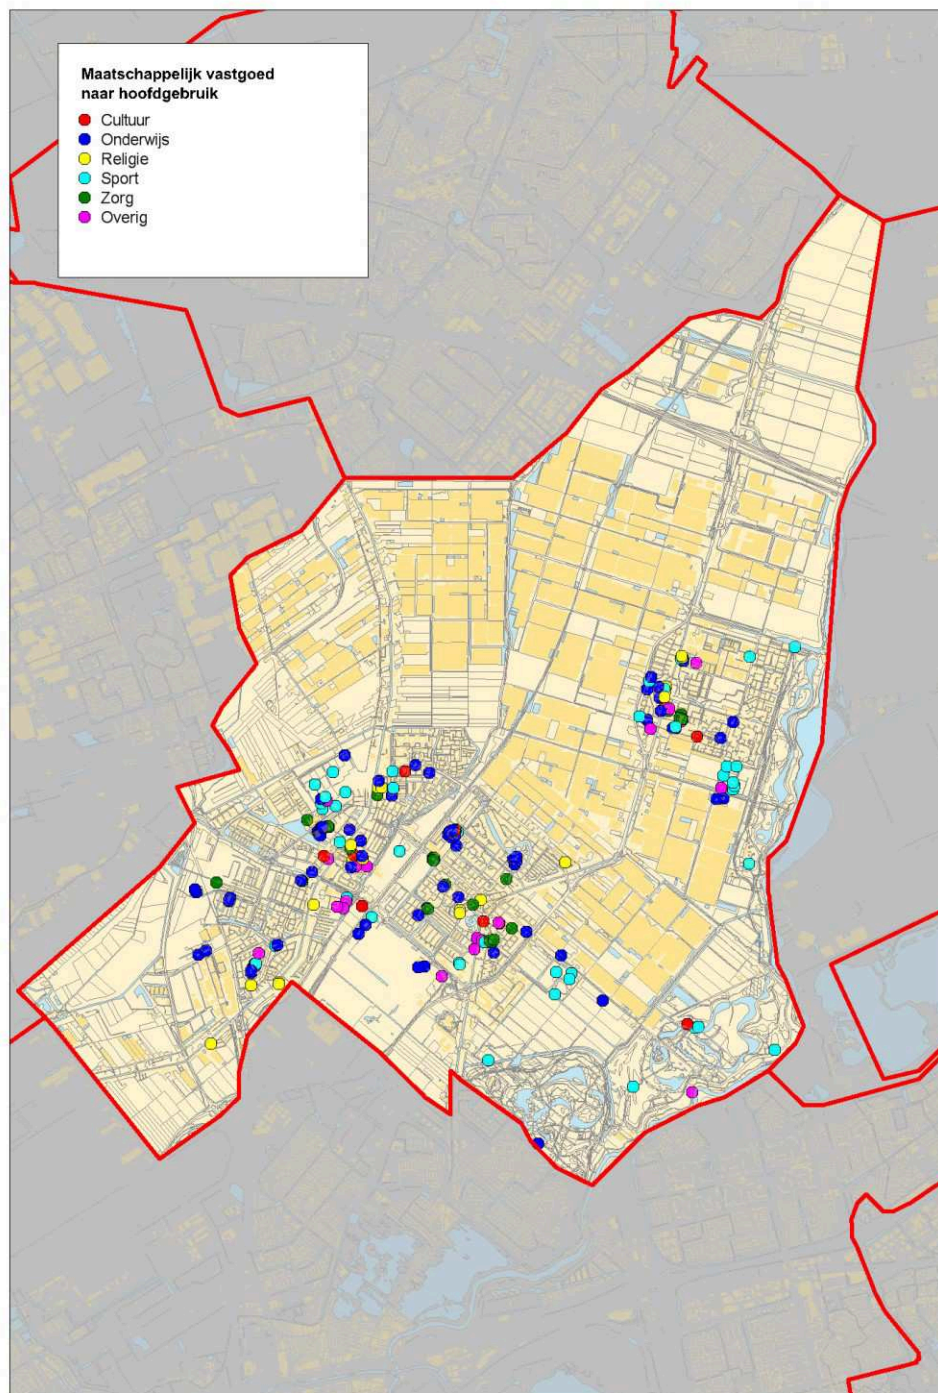 Maatschappelijk vastgoed
naar hoofdgebruik
Cultuur
Onderwijs
Religie
Sport
Zorg
Overig